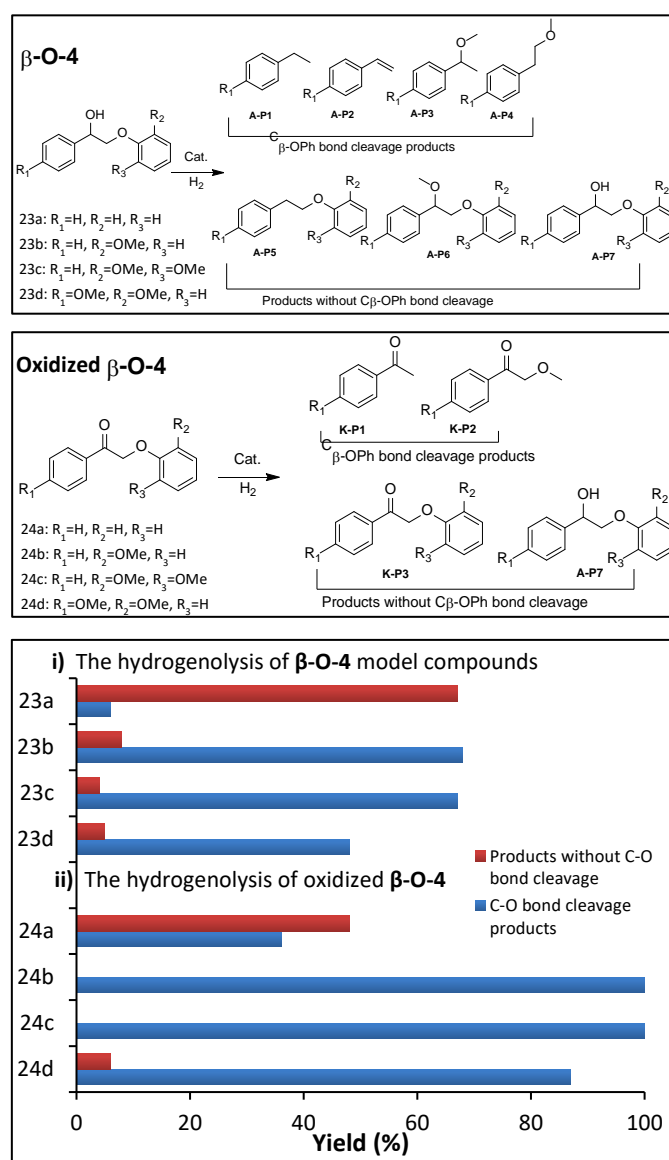 β-O-4
OH
R2
O
R1
R3
Cat.
H2
23a: R1=H, R2=H, R3=H
23b: R1=H, R2=OMe, R3=H
23c: R1=H, R2=OMe, R3=OMe
23d: R1=OMe, R2=OMe, R3=H
R1
A-P1
R1
A-P2
O
R1
A-P3
O
R1
A-P4
C
β-OPh bond cleavage products
R2
O
R1
R3
A-P5
O
R2
O
R1
R3
A-P6
OH
R2
O
R1
R3
A-P7
Products without Cβ-OPh bond cleavage
Oxidized β-O-4
O
R2
O
R1
R3
Cat.
H2
24a: R1=H, R2=H, R3=H
24b: R1=H, R2=OMe, R3=H
24c: R1=H, R2=OMe, R3=OMe
24d: R1=OMe, R2=OMe, R3=H
O
R1
K-P1
O
O
R1
K-P2
C
β-OPh bond cleavage products
O
R2
O
R1
R3
K-P3
OH
R2
O
R1
R3
A-P7
Products without Cβ-OPh bond cleavage
i) The hydrogenolysis of β-O-4 model compounds
23a
23b
23c
23d
Products without C-O bond cleavage
C-O bond cleavage products
ii) The hydrogenolysis of oxidized β-O-4
24a
24b
24c
24d
0 20 40 60 80 100
Yield (%)